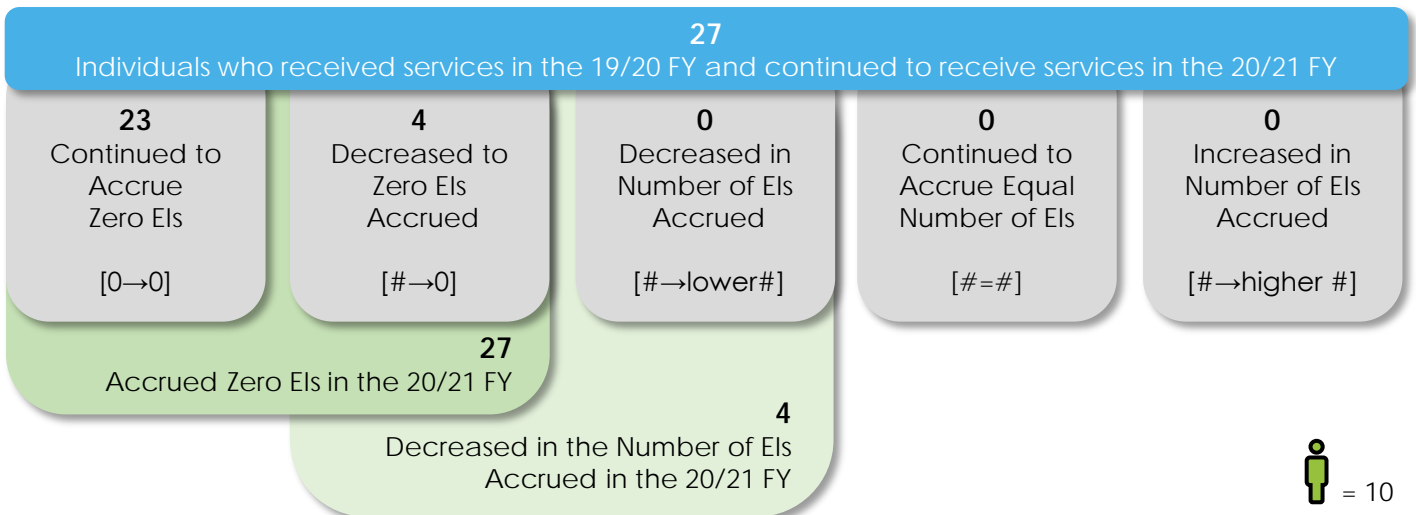 27
Individuals who received services in the 19/20 FY and continued to receive services in the 20/21 FY
23
Continued to
Accrue
Zero EIs
[0→0]
4
Decreased to
Zero EIs
Accrued
[#→0]
0
Decreased in
Number of EIs
Accrued
[#→lower#]
0
Continued to
Accrue Equal
Number of EIs
[#=#]
0
Increased in
Number of EIs
Accrued
[#→higher #]
27
Accrued Zero EIs in the 20/21 FY
4
Decreased in the Number of EIs
Accrued in the 20/21 FY
= 10